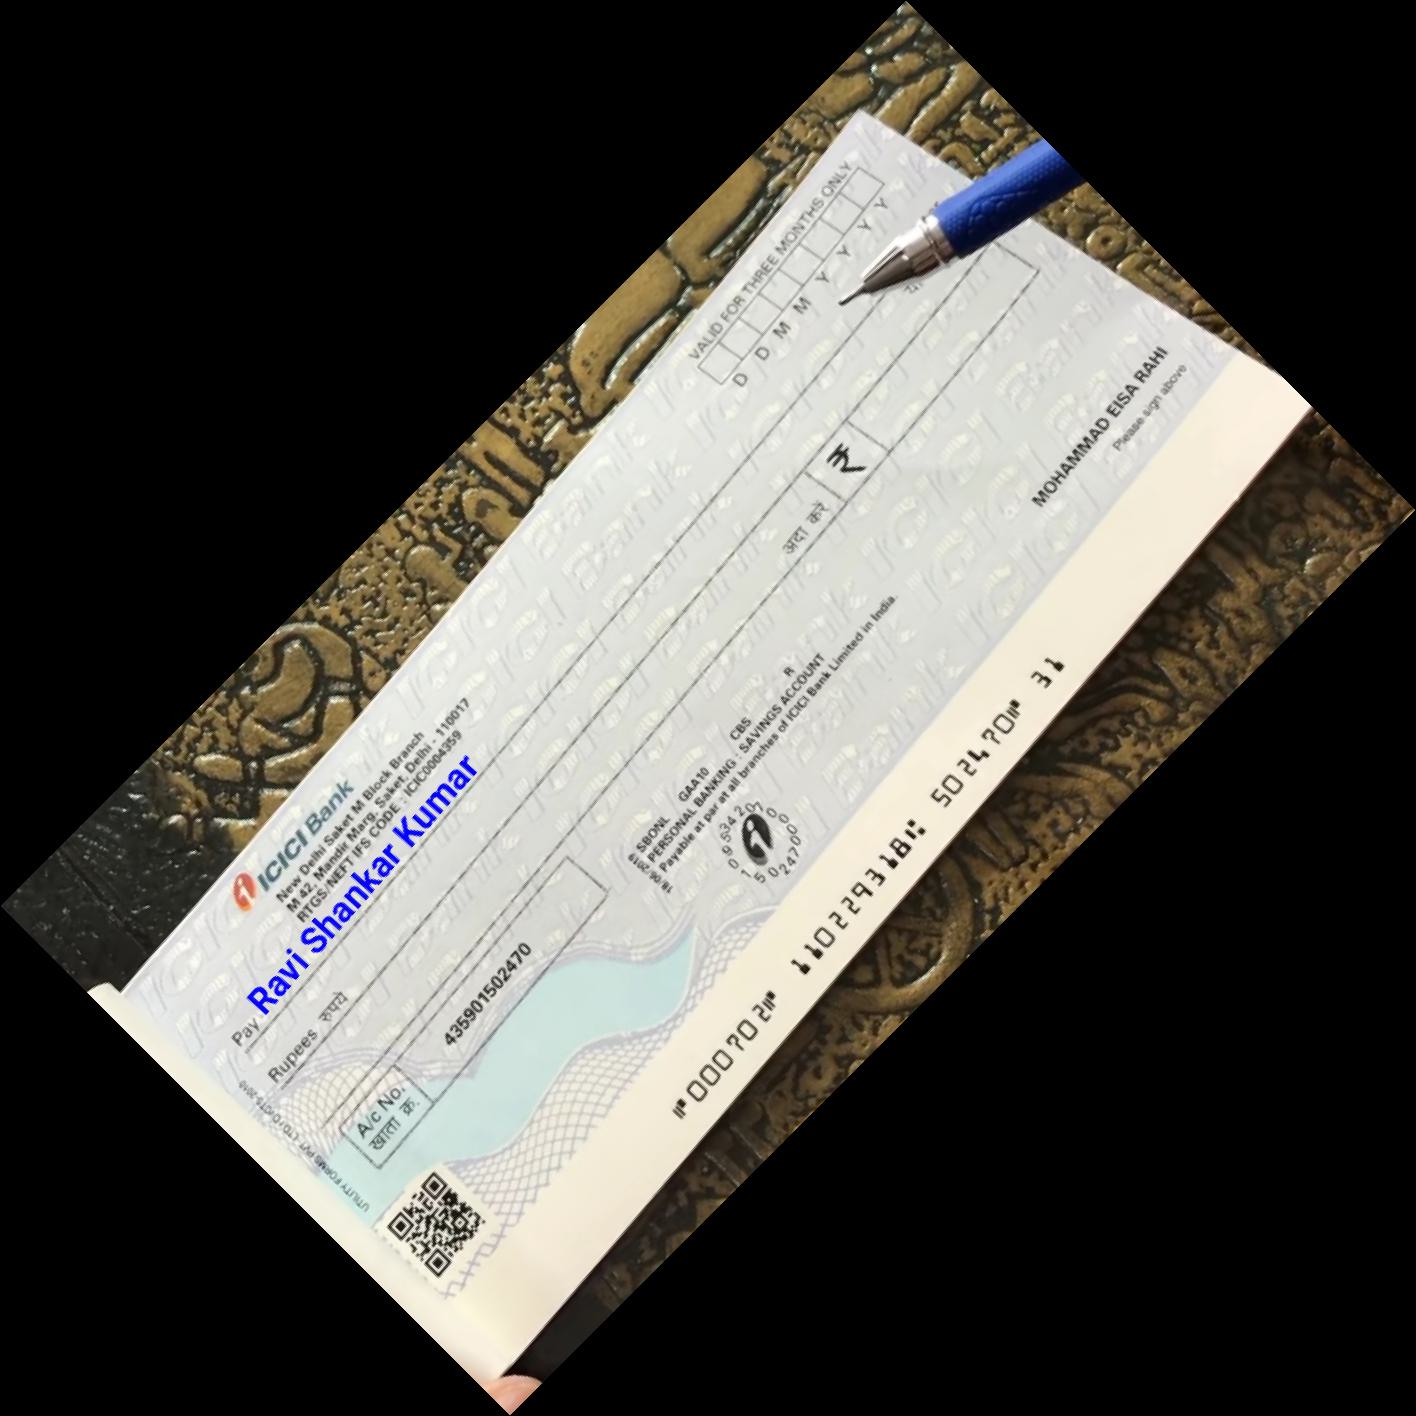 VALID FOR THREE MONTHS ONLY
D D M M Y Y Y Y
ICICI Bank
New Delhi Saket M Block Branch
M 42, Mandir Marg, Saket, Delhi - 110017
RTGS/NEFT IFS CODE : ICIC0004359
Pay Ravi Shankar Kumar
Rupees रुपये
अदा करें ₹
A/c No.
खाता क्र.
435901502470
SBONL GAA10 CBS R
PERSONAL BANKING : SAVINGS ACCOUNT
Payable at par at all branches of ICICI Bank Limited in India.
MOHAMMAD EISA RAHI
Please sign above
⑈000702⑈ 110229318⑆ 502470⑈ 31